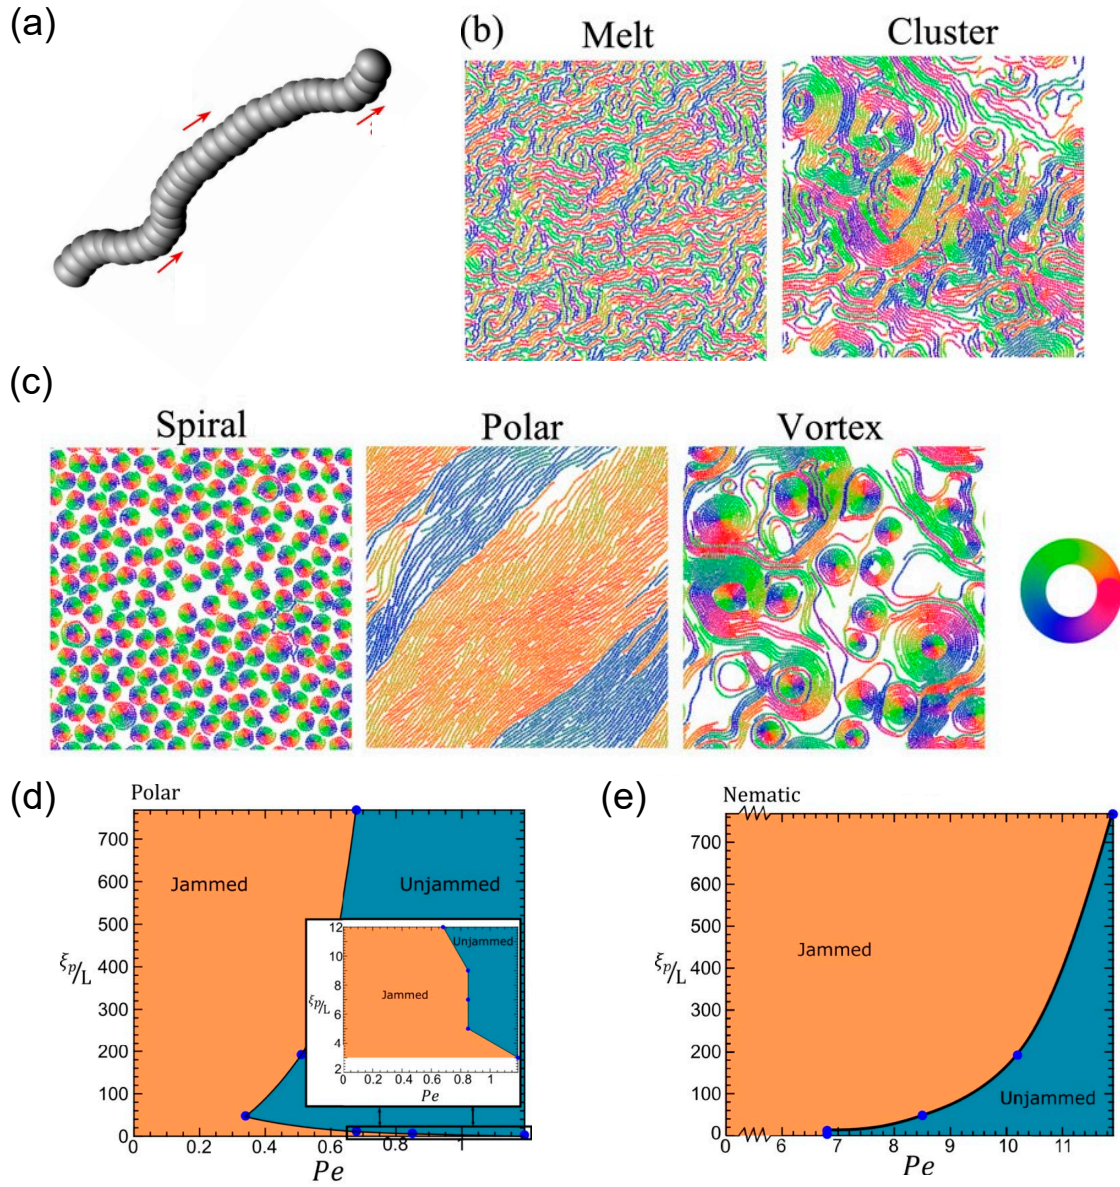 (a)
(b)
Melt
Cluster
(c)
Spiral
Polar
Vortex
(d)
Polar
700
600
500
400
300
200
100
0
ξp/L
Jammed
Unjammed
0
0.2
0.4
0.6
0.8
1
Pe
12
10
8
6
4
2
ξp/L
Jammed
Unjammed
0
0.2
0.4
0.6
0.8
1
Pe
(e)
Nematic
700
600
500
400
300
200
100
0
ξp/L
Jammed
Unjammed
0
6
7
8
9
10
11
Pe